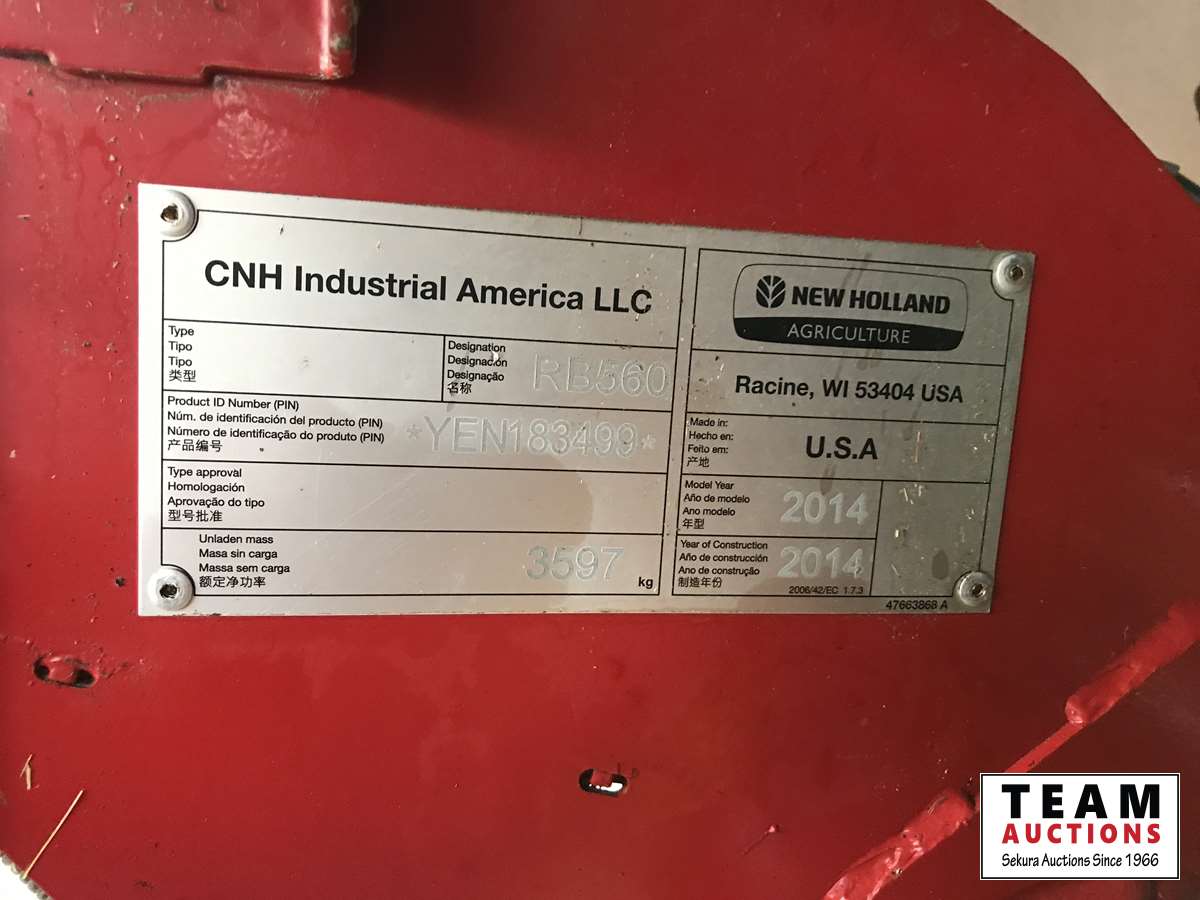 CNH Industrial America LLC
Type
Tipo
Tipo
类型
Designation
Designación
Designação
名称
RB560
Product ID Number (PIN)
Núm. de identificación del producto (PIN)
Número de identificação do produto (PIN)
产品编号
*YEN183499*
Type approval
Homologación
Aprovação do tipo
型号批准
Unladen mass
Masa sin carga
Massa sem carga
额定净功率
3597
kg
NEW HOLLAND
AGRICULTURE
Racine, WI 53404 USA
Made in:
Hecho en:
Feito em:
产地
U.S.A
Model Year
Año de modelo
Ano modelo
年型
2014
Year of Construction
Año de construcción
Ano de construção
制造年份
2014
2006/42/EC 1.7.3
47663868 A
TEAM
AUCTIONS
Sekura Auctions Since 1966